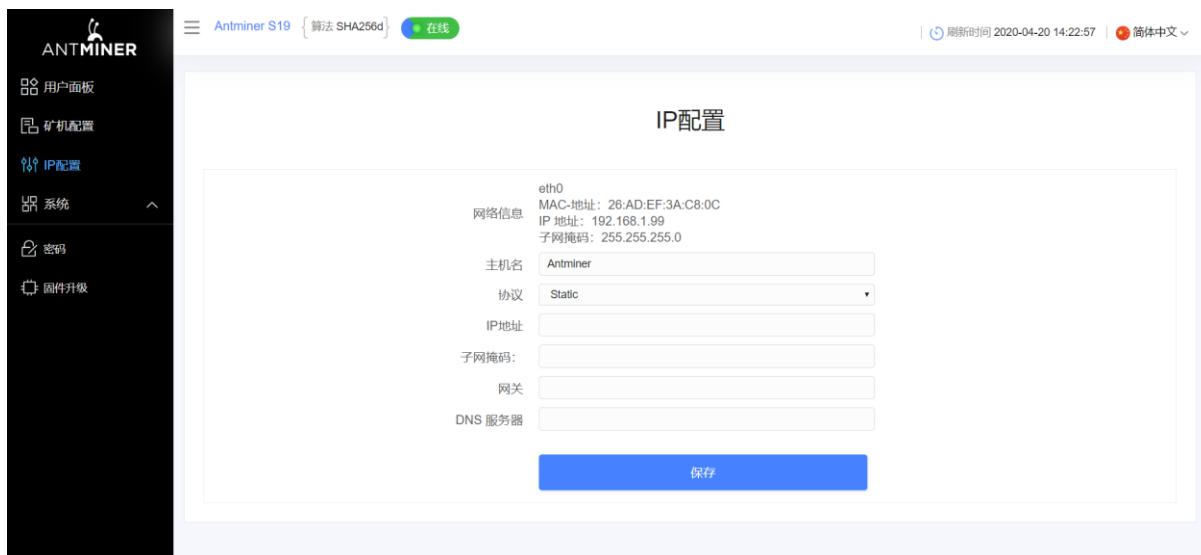 ANTMINER
Antminer S19 {算法 SHA256d} 在线
刷新时间 2020-04-20 14:22:57
简体中文
用户面板
矿机配置
IP配置
系统
密码
固件升级
IP配置
网络信息
eth0
MAC-地址：26:AD:EF:3A:C8:0C
IP 地址：192.168.1.99
子网掩码：255.255.255.0
主机名 Antminer
协议 Static
IP地址
子网掩码：
网关
DNS 服务器
保存